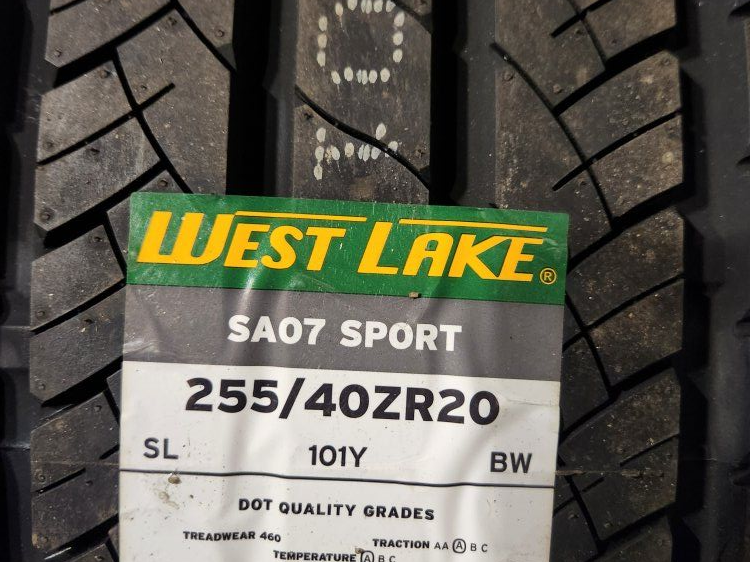 WEST LAKE®
SA07 SPORT
255/40ZR20
SL 101Y BW
DOT QUALITY GRADES
TREADWEAR 460 TRACTION AA A B C
TEMPERATURE A B C